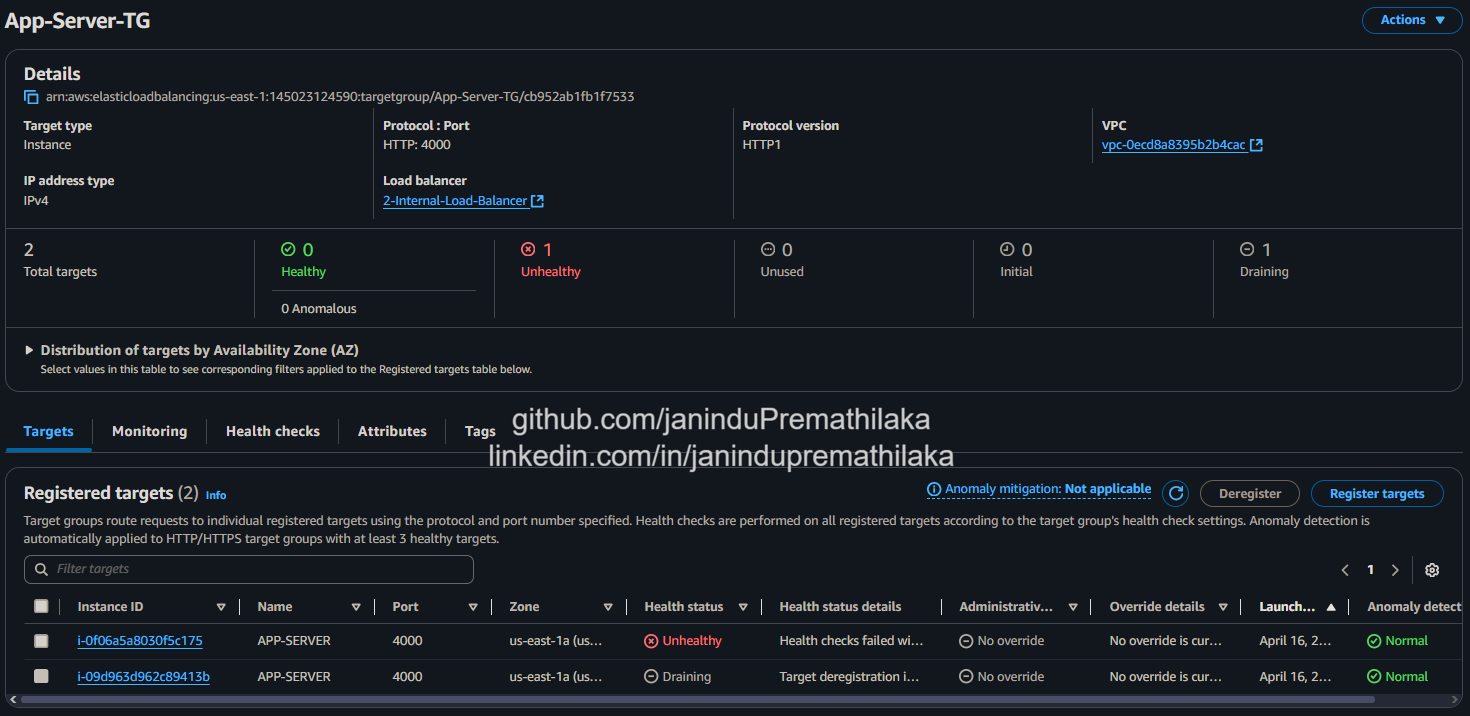 App-Server-TG
Actions
Details
arn:aws:elasticloadbalancing:us-east-1:145023124590:targetgroup/App-Server-TG/cb952ab1fb1f7533
Target type
Instance
Protocol : Port
HTTP: 4000
Protocol version
HTTP1
VPC
vpc-0ecd8a8395b2b4cac
IP address type
IPv4
Load balancer
2-Internal-Load-Balancer
2
Total targets
0
Healthy
0 Anomalous
1
Unhealthy
0
Unused
0
Initial
1
Draining
Distribution of targets by Availability Zone (AZ)
Select values in this table to see corresponding filters applied to the Registered targets table below.
Targets Monitoring Health checks Attributes Tags
github.com/janinduPremathilaka
linkedin.com/in/janindupremathilaka
Registered targets (2) Info
Anomaly mitigation: Not applicable
Deregister
Register targets
Target groups route requests to individual registered targets using the protocol and port number specified. Health checks are performed on all registered targets according to the target group's health check settings. Anomaly detection is
automatically applied to HTTP/HTTPS target groups with at least 3 healthy targets.
Filter targets
1
Instance ID Name Port Zone Health status Health status details Administrativ... Override details Launch... Anomaly detect
i-0f06a5a8030f5c175 APP-SERVER 4000 us-east-1a (us... Unhealthy Health checks failed wi... No override No override is cur... April 16, 2... Normal
i-09d963d962c89413b APP-SERVER 4000 us-east-1a (us... Draining Target deregistration i... No override No override is cur... April 16, 2... Normal